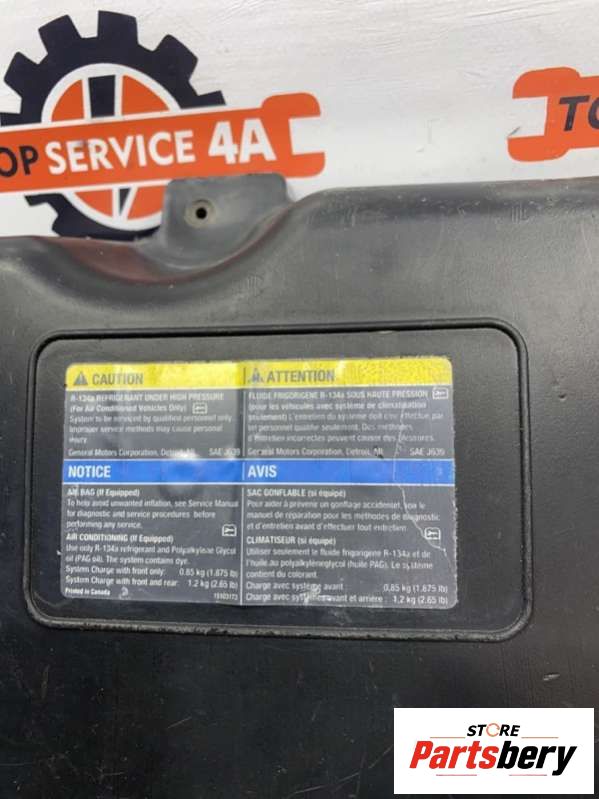 OP SERVICE 4A
TO
CAUTION
R-134a REFRIGERANT UNDER HIGH PRESSURE
(For Air Conditioned Vehicles Only)
System to be serviced by qualified personnel only.
Improper service methods may cause personal
injury.
General Motors Corporation, Detroit, MI SAE J639
ATTENTION
FLUIDE FRIGORIGENE R-134a SOUS HAUTE PRESSION
(pour les véhicules avec système de climatisation
seulement) L'entretien du système doit être effectué
par un personnel qualifié seulement. Des méthodes
d'entretien incorrectes peuvent causer des blessures.
General Motors Corporation, Detroit, MI SAE J639
NOTICE
AIR BAG (If Equipped)
To help avoid unwanted inflation, see Service Manual
for diagnostic and service procedures before
performing any service.
AIR CONDITIONING (If Equipped)
Use only R-134a refrigerant and Polyalkylene Glycol
oil (PAG oil). The system contains dye.
System Charge with front only: 0.85 kg (1.875 lb)
System Charge with front and rear: 1.2 kg (2.65 lb)
Printed in Canada
AVIS
SAC GONFLABLE (si équipé)
Pour aider à prévenir un gonflage accidentel, voir le
manuel de réparation pour les méthodes de diagnostic
et d'entretien avant d'effectuer tout entretien.
CLIMATISEUR (si équipé)
Utiliser seulement le fluide frigorigène R-134a et de
l'huile au polyalkylèneglycol (huile PAG). Le système
contient du colorant.
Charge avec système avant : 0,85 kg (1.875 lb)
Charge avec systèmes avant et arrière : 1,2 kg (2.65 lb)
STORE
Partsbery